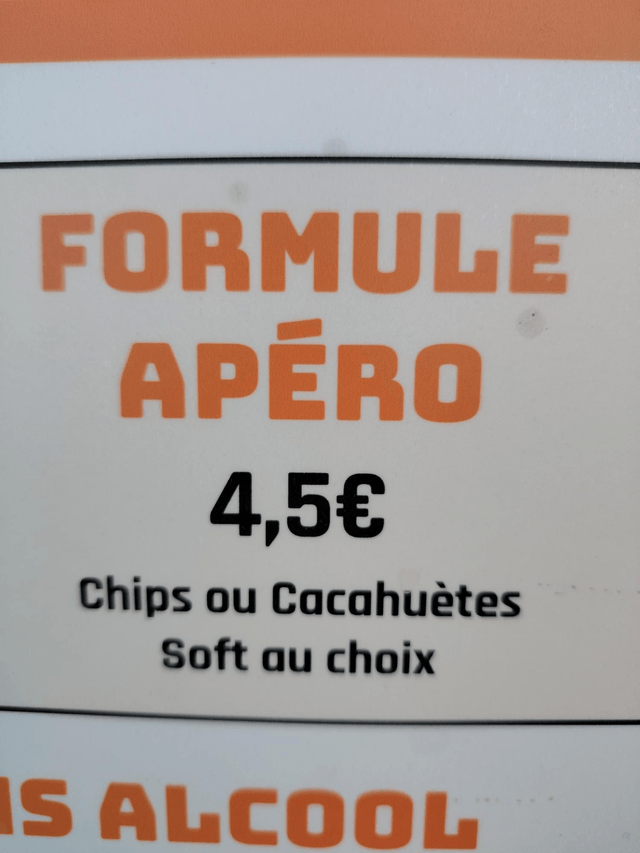 FORMULE
APÉRO
4,5€
Chips ou Cacahuètes
Soft au choix
ALCOOL